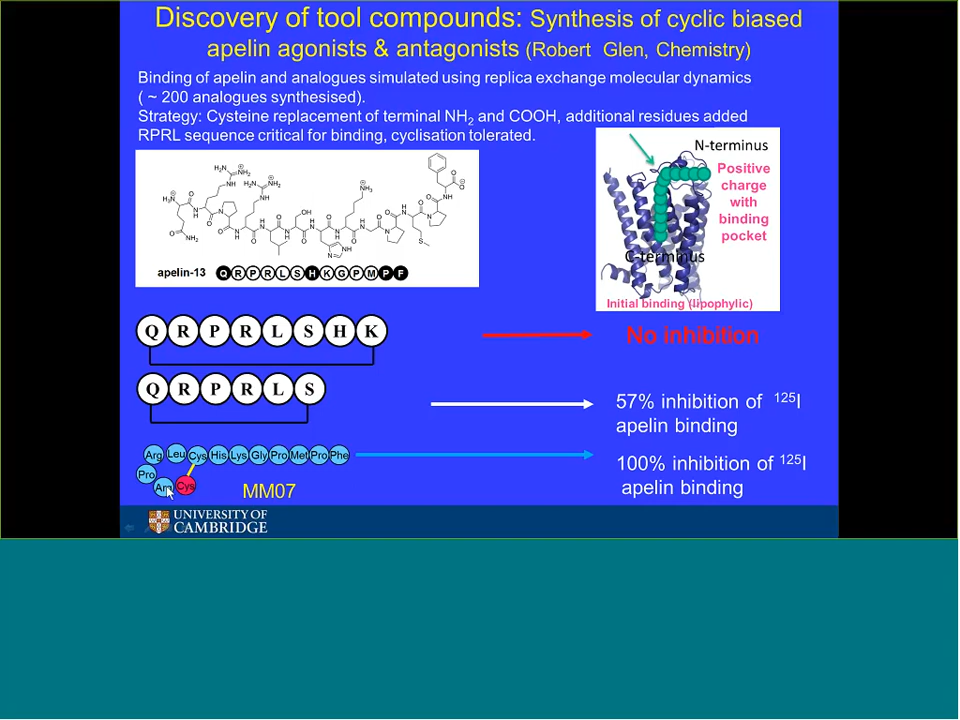 Discovery of tool compounds: Synthesis of cyclic biased
apelin agonists & antagonists (Robert Glen, Chemistry)
Binding of apelin and analogues simulated using replica exchange molecular dynamics
( ~ 200 analogues synthesised).
Strategy: Cysteine replacement of terminal NH2 and COOH, additional residues added
RPRL sequence critical for binding, cyclisation tolerated.
apelin-13 Q R P R L S H K G P M P F
N-terminus
Positive
charge
with
binding
pocket
C-terminus
Initial binding (lipophylic)
Q R P R L S H K
No inhibition
Q R P R L S
57% inhibition of 125I
apelin binding
Arg Leu Cys His Lys Gly Pro Met Pro Phe
Pro
Arg Cys
MM07
100% inhibition of 125I
apelin binding
UNIVERSITY OF
CAMBRIDGE